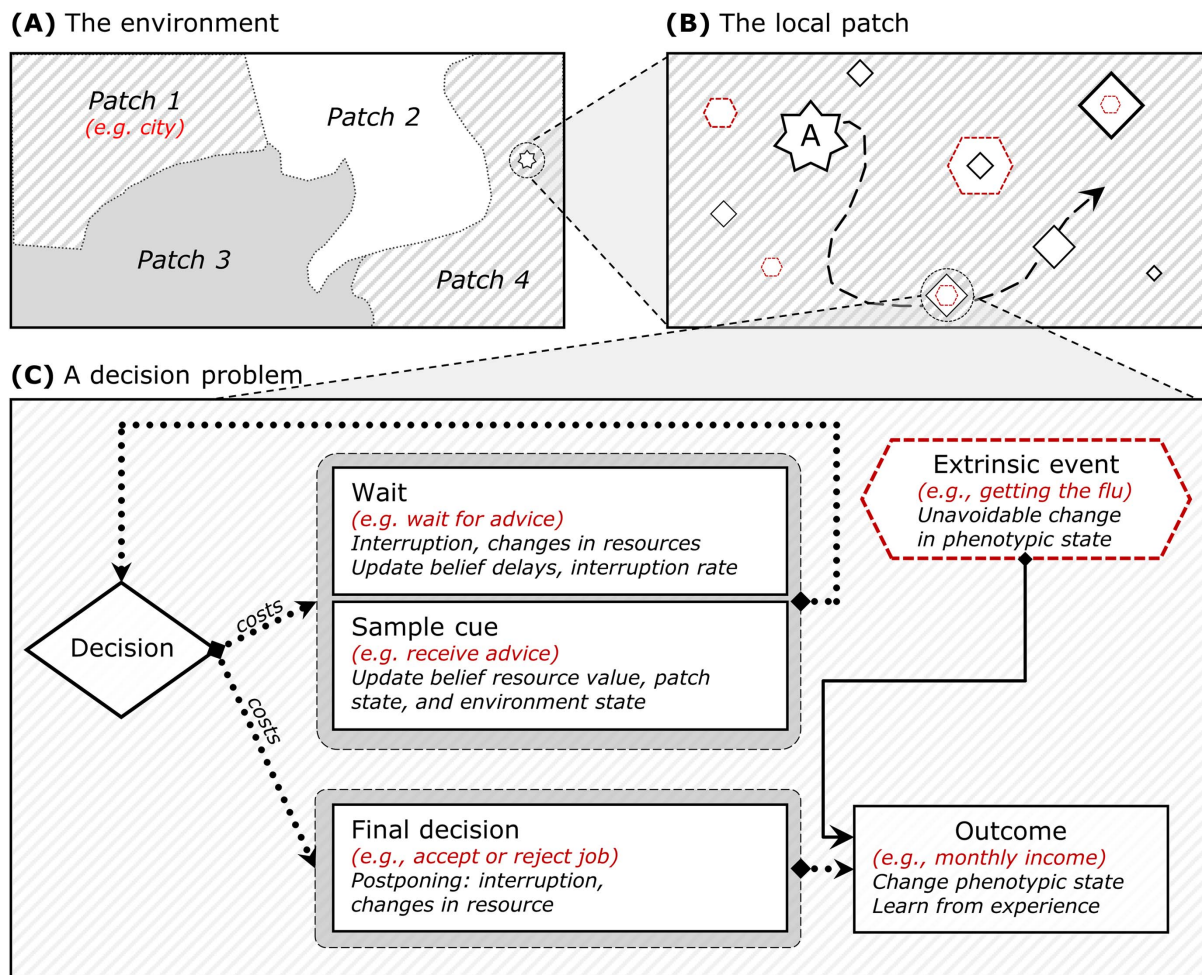 (A) The environment
(B) The local patch
Patch 1
(e.g. city)
Patch 2
Patch 3
Patch 4
A
(C) A decision problem
Decision
costs
costs
Wait
(e.g. wait for advice)
Interruption, changes in resources
Update belief delays, interruption rate
Sample cue
(e.g. receive advice)
Update belief resource value, patch
state, and environment state
Extrinsic event
(e.g., getting the flu)
Unavoidable change
in phenotypic state
Final decision
(e.g., accept or reject job)
Postponing: interruption,
changes in resource
Outcome
(e.g., monthly income)
Change phenotypic state
Learn from experience